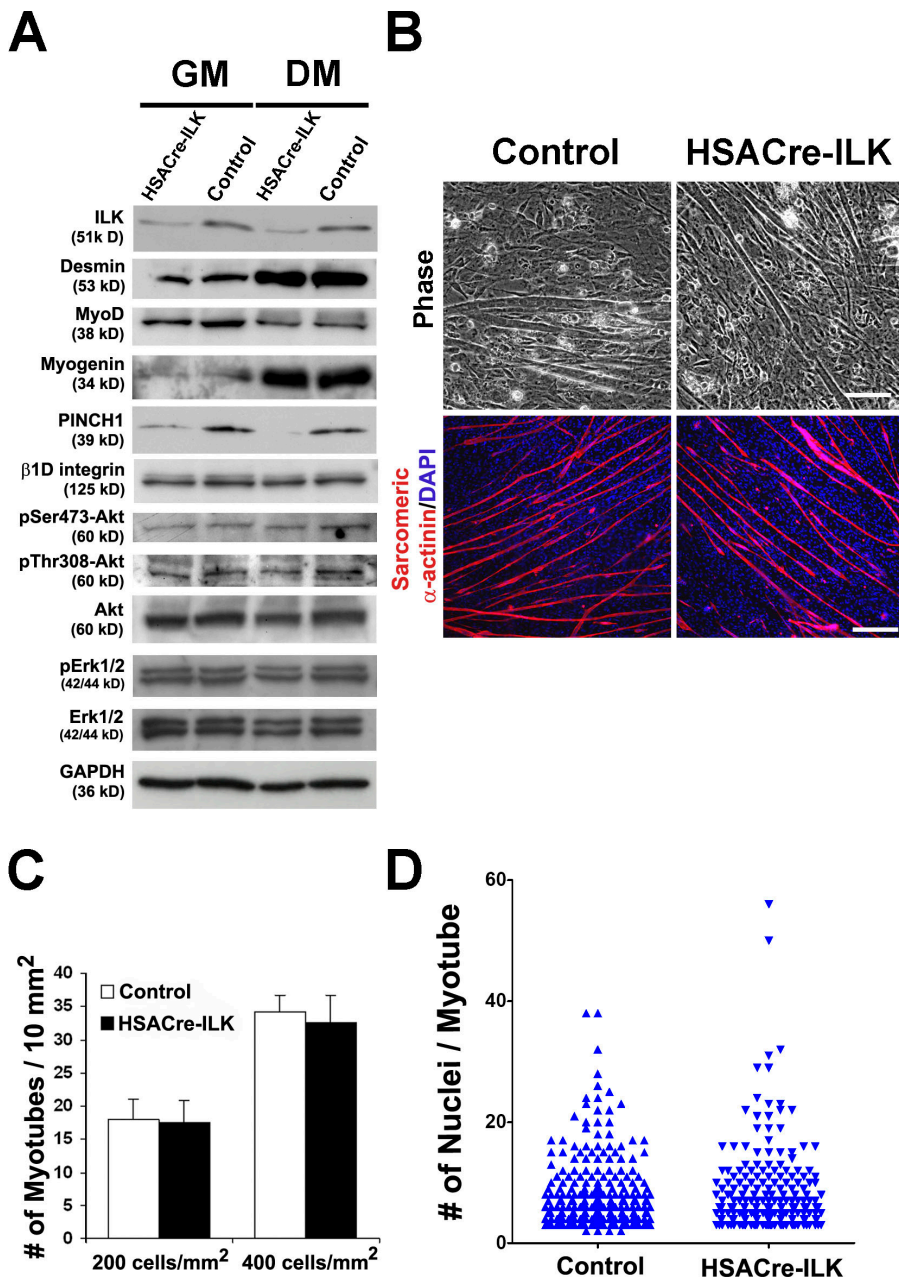 A
GM DM
HSACre-ILK Control HSACre-ILK Control
ILK
(51k D)
Desmin
(53 kD)
MyoD
(38 kD)
Myogenin
(34 kD)
PINCH1
(39 kD)
β1D integrin
(125 kD)
pSer473-Akt
(60 kD)
pThr308-Akt
(60 kD)
Akt
(60 kD)
pErk1/2
(42/44 kD)
Erk1/2
(42/44 kD)
GAPDH
(36 kD)
B
Control HSACre-ILK
Phase
Sarcomeric
α-actinin/DAPI
C
# of Myotubes / 10 mm²
40
35
30
25
20
15
10
5
0
Control
HSACre-ILK
200 cells/mm² 400 cells/mm²
D
# of Nuclei / Myotube
60
40
20
0
Control HSACre-ILK